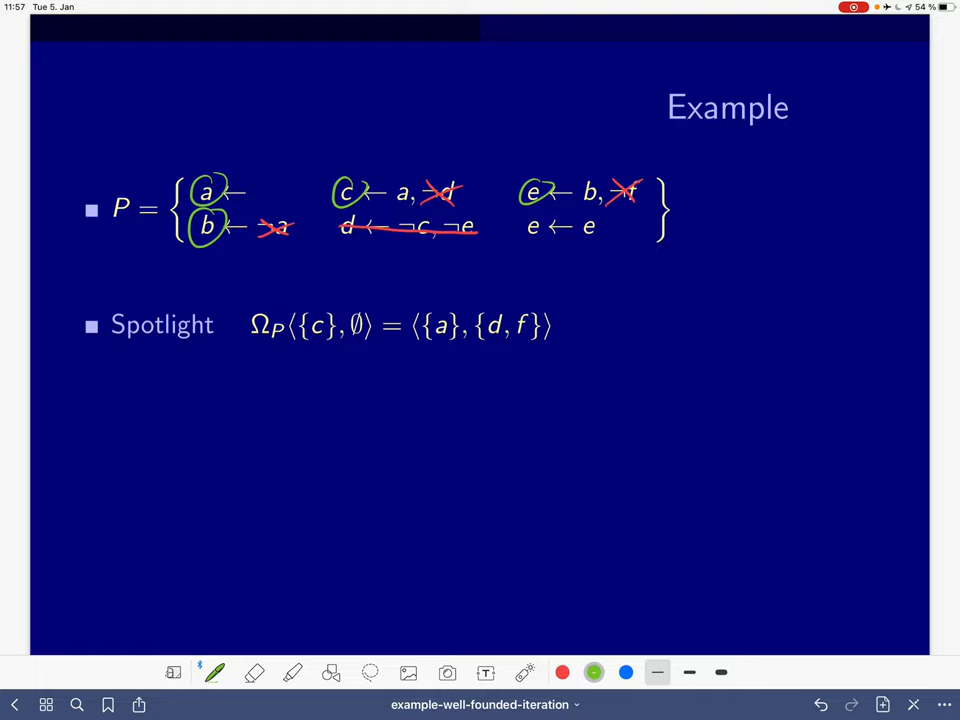 11:57 Tue 5. Jan 54 %
Example
P = { a ← c ← a, ¬d e ← b, ¬f
b ← ¬a d ← ¬c, ¬e e ← e }
Spotlight Ω_P⟨{c}, ∅⟩ = ⟨{a}, {d, f}⟩
T
example-well-founded-iteration